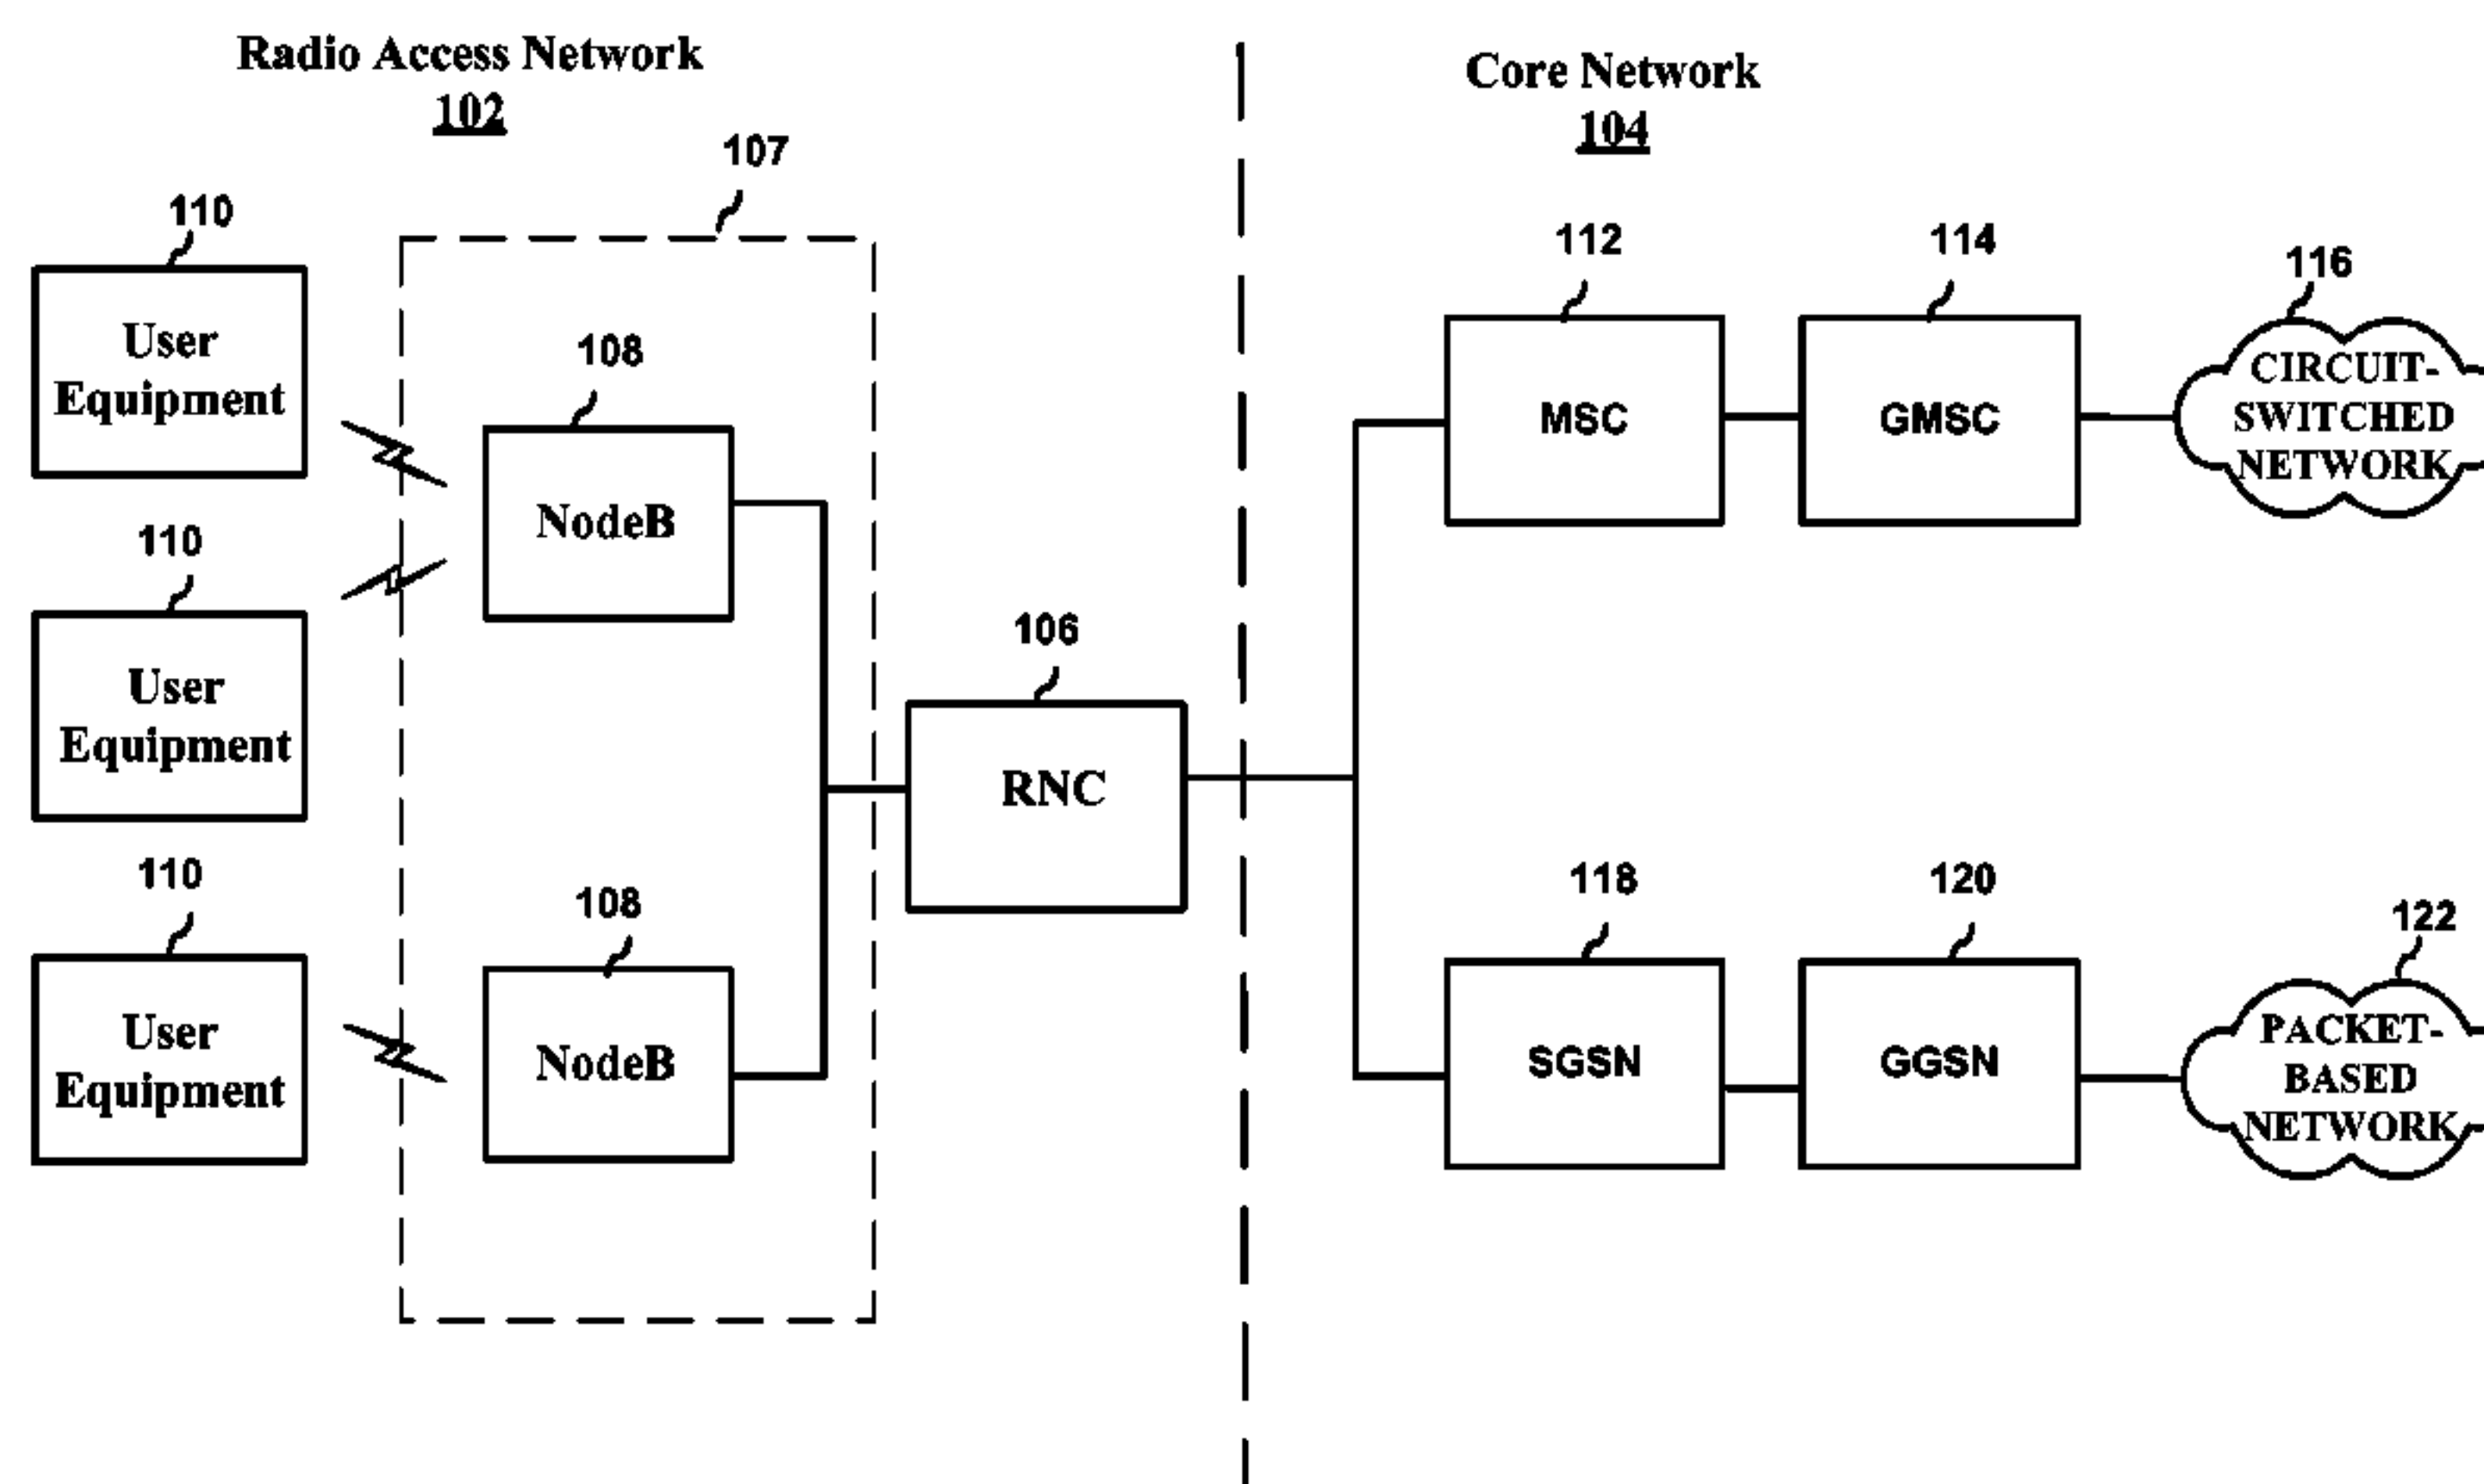 Radio Access Network
102
Core Network
104
107
110
User
Equipment
108
NodeB
110
User
Equipment
106
RNC
110
User
Equipment
108
NodeB
112
MSC
114
GMSC
116
CIRCUIT-
SWITCHED
NETWORK
118
SGSN
120
GGSN
122
PACKET-
BASED
NETWORK